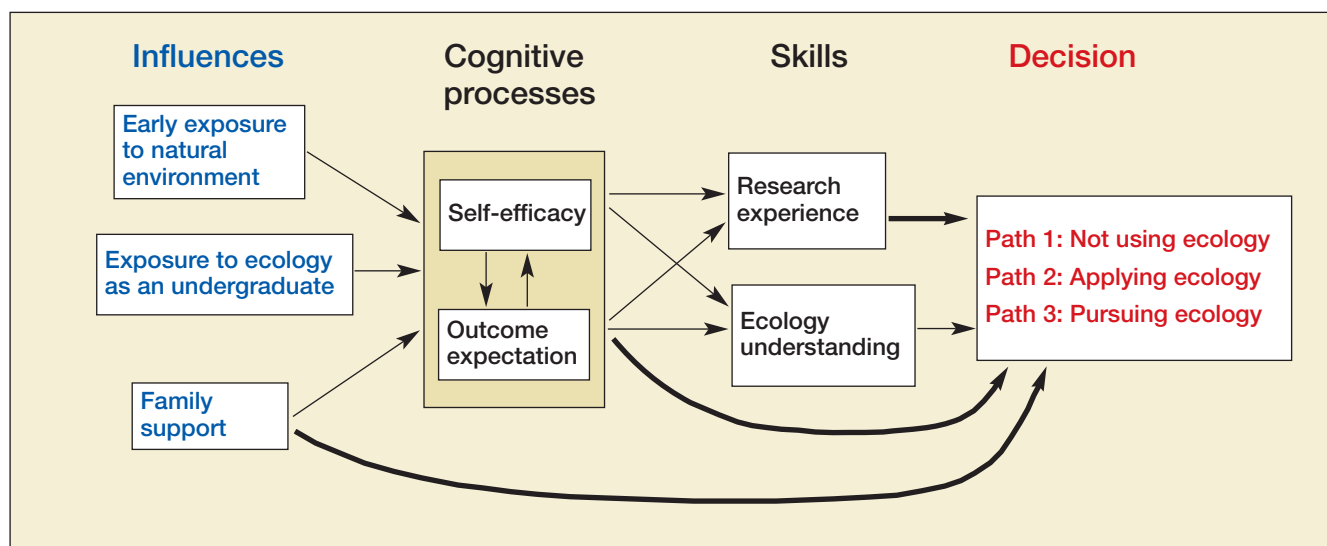 Influences
Cognitive
processes
Skills
Decision
Early exposure
to natural
environment
Exposure to ecology
as an undergraduate
Family
support
Self-efficacy
Outcome
expectation
Research
experience
Ecology
understanding
Path 1: Not using ecology
Path 2: Applying ecology
Path 3: Pursuing ecology